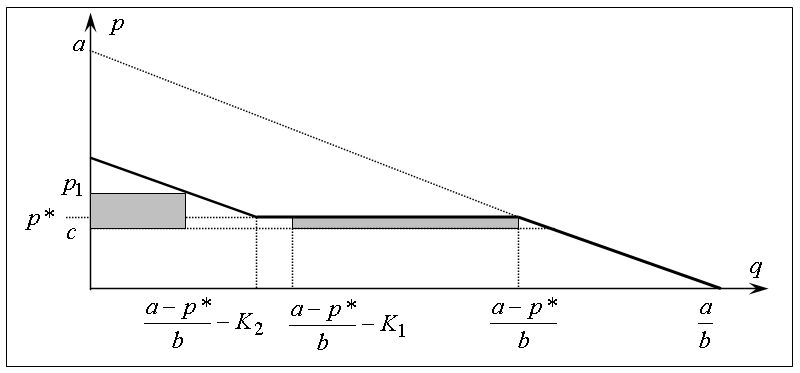 p
a
p1
p*
c
q
(a − p*)/b − K2
(a − p*)/b − K1
(a − p*)/b
a/b